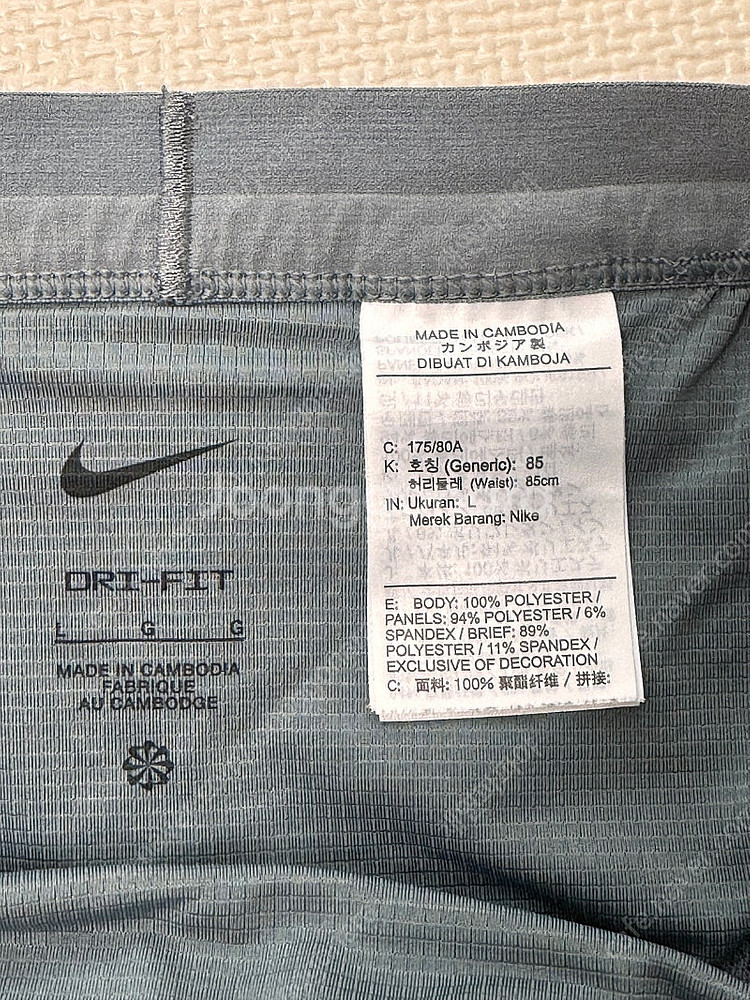 MADE IN CAMBODIA
カンボジア製
DIBUAT DI KAMBOJA
C: 175/80A
K: 호칭 (Generic): 85
허리둘레 (Waist): 85cm
IN: Ukuran: L
Merek Barang: Nike
E: BODY: 100% POLYESTER /
PANELS: 94% POLYESTER / 6%
SPANDEX / BRIEF: 89%
POLYESTER / 11% SPANDEX /
EXCLUSIVE OF DECORATION
C: 面料: 100% 聚酯纤维 / 拼接:
DRI-FIT
L G G
MADE IN CAMBODIA
FABRIQUÉ
AU CAMBODGE